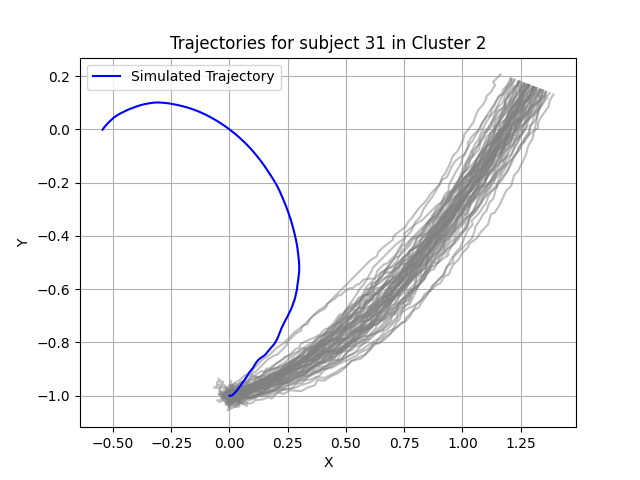 Trajectories for subject 31 in Cluster 2
Simulated Trajectory
0.2
0.0
−0.2
−0.4
−0.6
−0.8
−1.0
Y
−0.50 −0.25 0.00 0.25 0.50 0.75 1.00 1.25
X